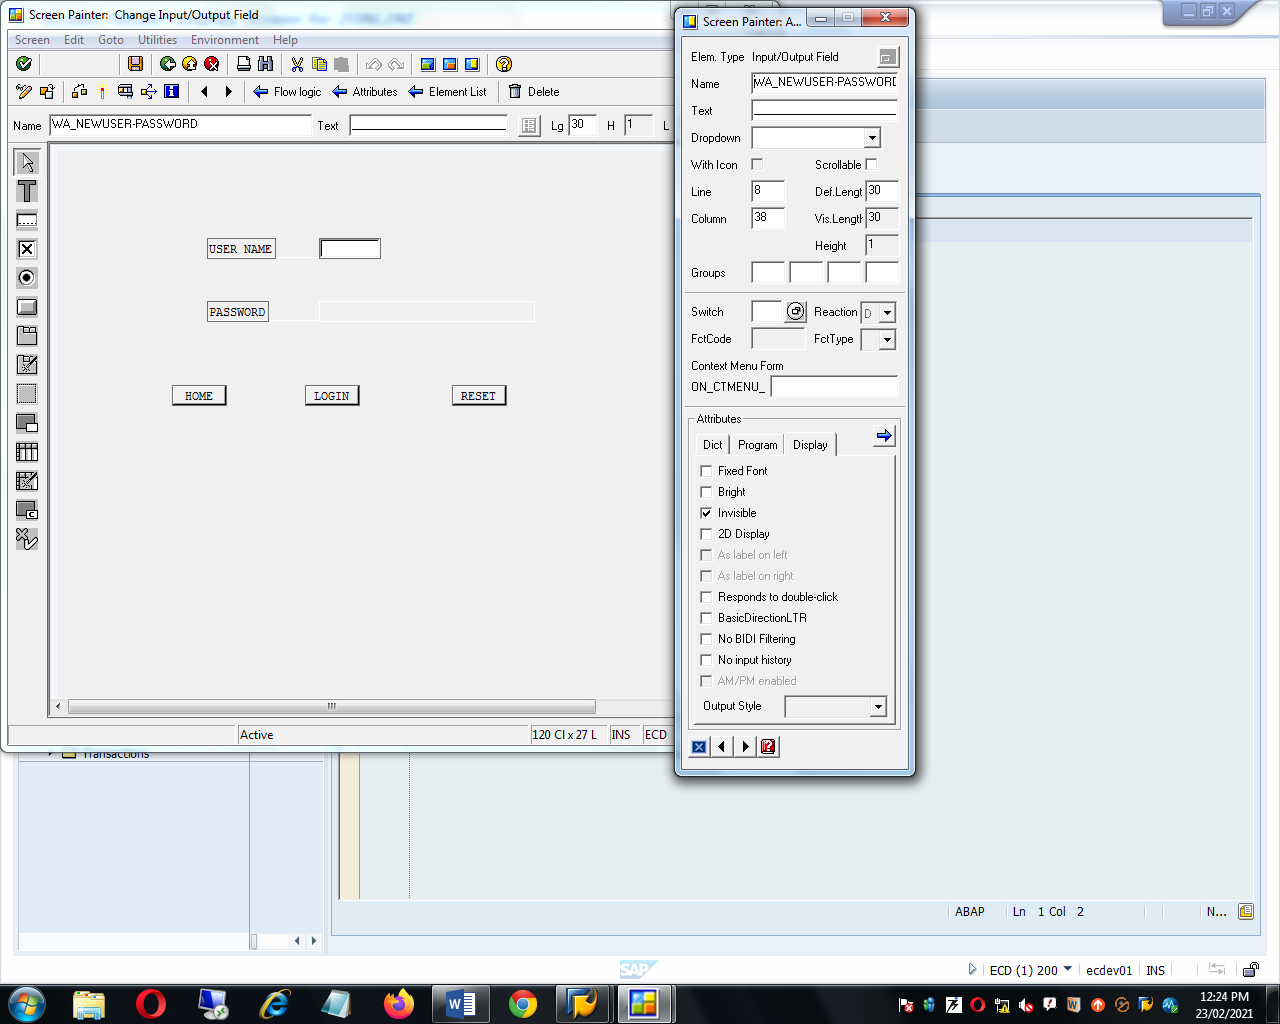 Screen Painter: Change Input/Output Field
Screen Edit Goto Utilities Environment Help
Flow logic Attributes Element List Delete
Name WA_NEWUSER-PASSWORD Text Lg 30 H 1 L
USER NAME
PASSWORD
HOME LOGIN RESET
Active 120 Cl x 27 L INS ECD
Transactions
Screen Painter: A...
Elem. Type Input/Output Field
Name WA_NEWUSER-PASSWORD
Text
Dropdown
With Icon Scrollable
Line 8 Def.Lengt 30
Column 38 Vis.Length 30
Height 1
Groups
Switch Reaction D
FctCode FctType
Context Menu Form
ON_CTMENU_
Attributes
Dict Program Display
Fixed Font
Bright
Invisible
2D Display
As label on left
As label on right
Responds to double-click
BasicDirectionLTR
No BIDI Filtering
No input history
AM/PM enabled
Output Style
ABAP Ln 1 Col 2 N...
SAP
ECD (1) 200 ecdev01 INS
12:24 PM
23/02/2021